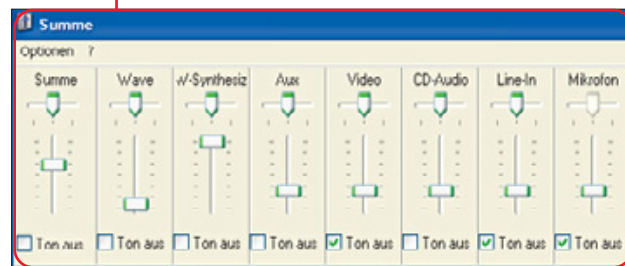 Summe
Optionen ?
Summe Wave W-Synthesiz Aux Video CD-Audio Line-In Mikrofon
Ton aus Ton aus Ton aus Ton aus Ton aus Ton aus Ton aus Ton aus